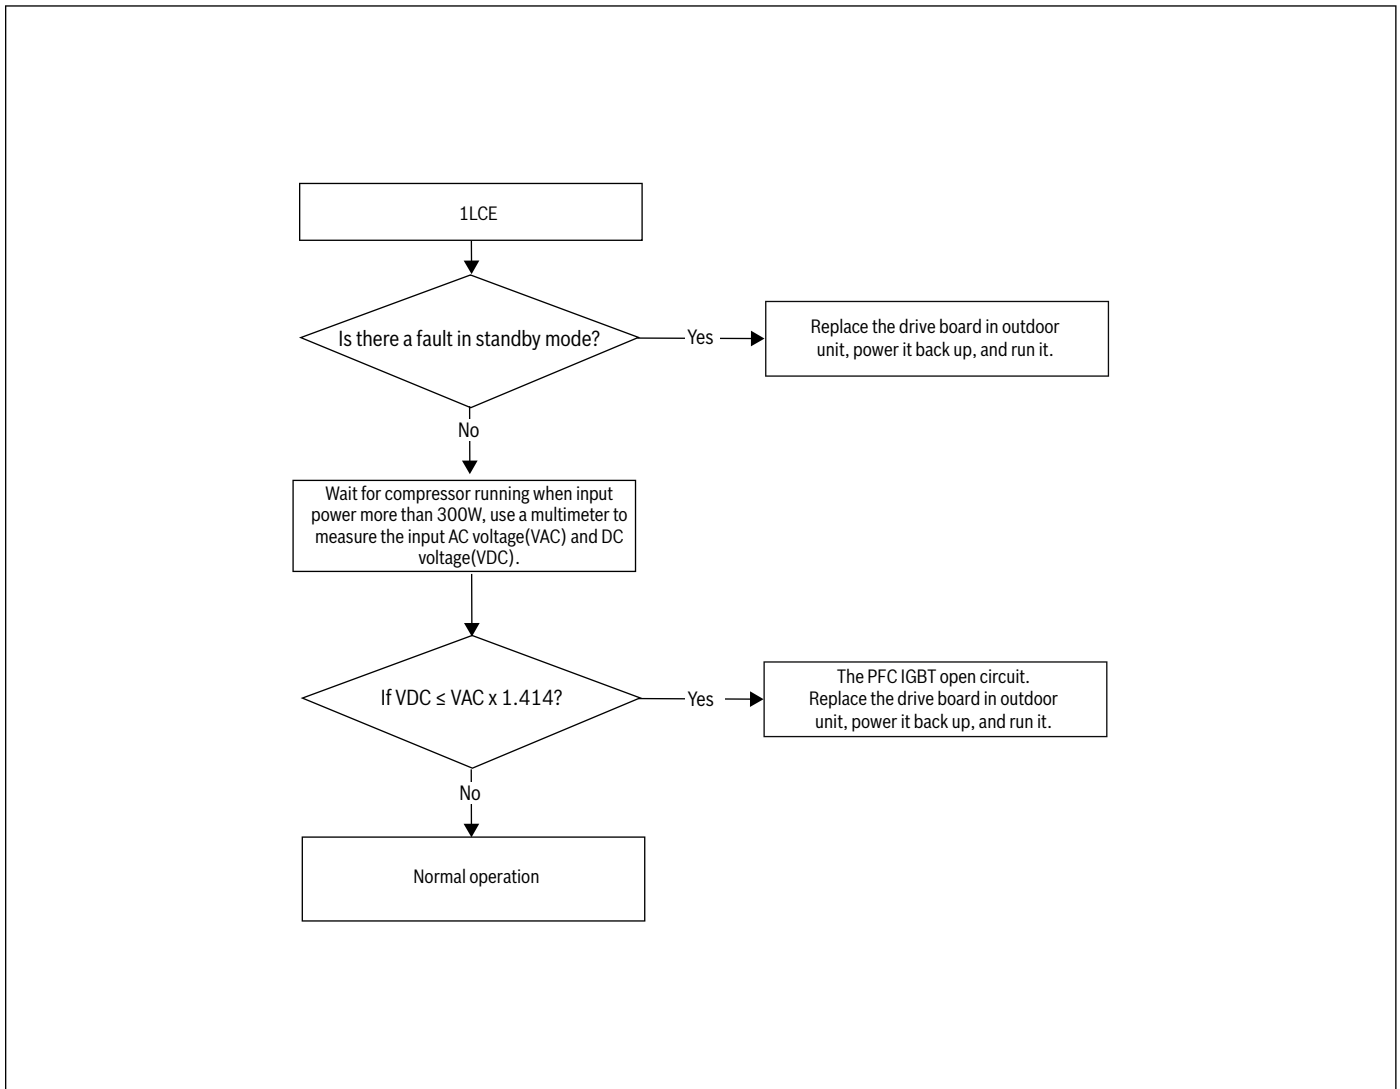 1LCE
Is there a fault in standby mode?
Yes
Replace the drive board in outdoor
unit, power it back up, and run it.
No
Wait for compressor running when input
power more than 300W, use a multimeter to
measure the input AC voltage(VAC) and DC
voltage(VDC).
If VDC ≤ VAC x 1.414?
Yes
The PFC IGBT open circuit.
Replace the drive board in outdoor
unit, power it back up, and run it.
No
Normal operation